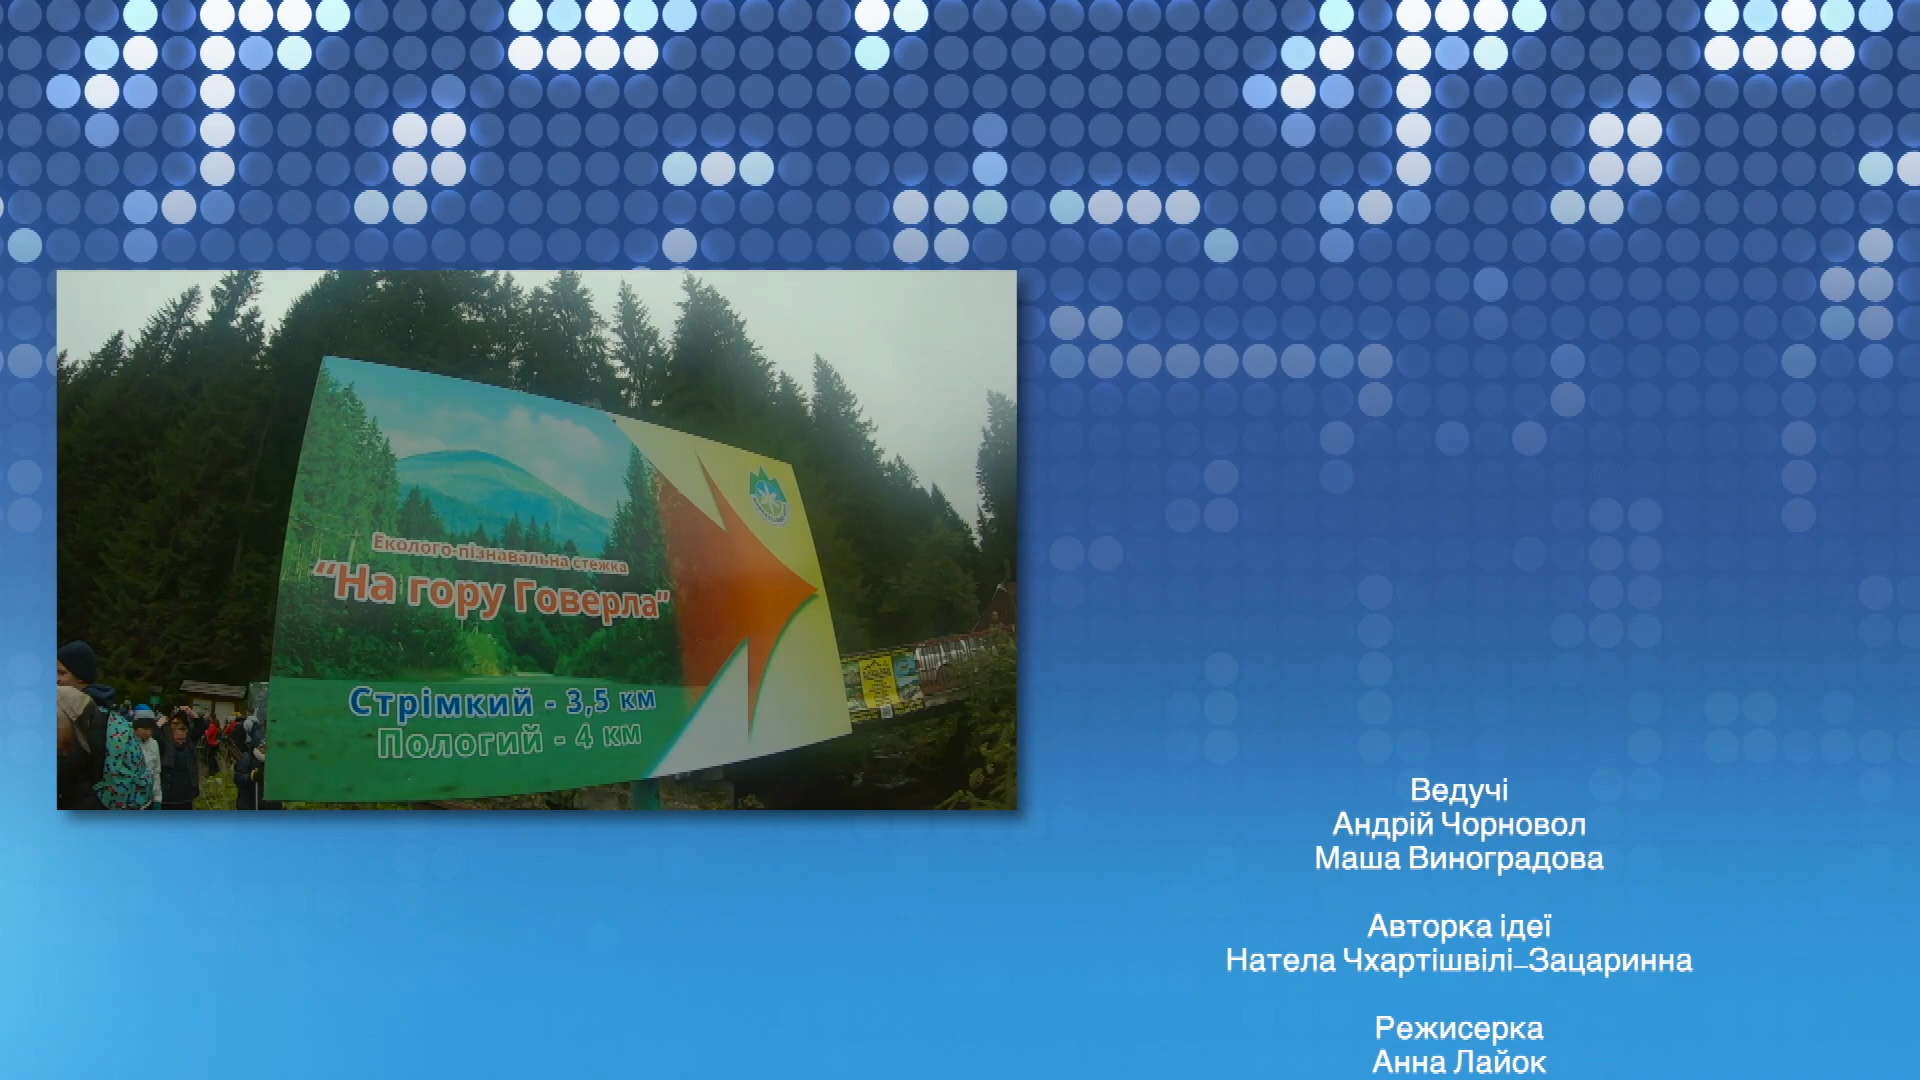 Еколого-пізнавальна стежка
“На гору Говерла”
Стрімкий - 3,5 км
Пологий - 4 км
Ведучі
Андрій Чорновол
Маша Виноградова
Авторка ідеї
Натела Чхартішвілі-Зацаринна
Режисерка
Анна Лайок